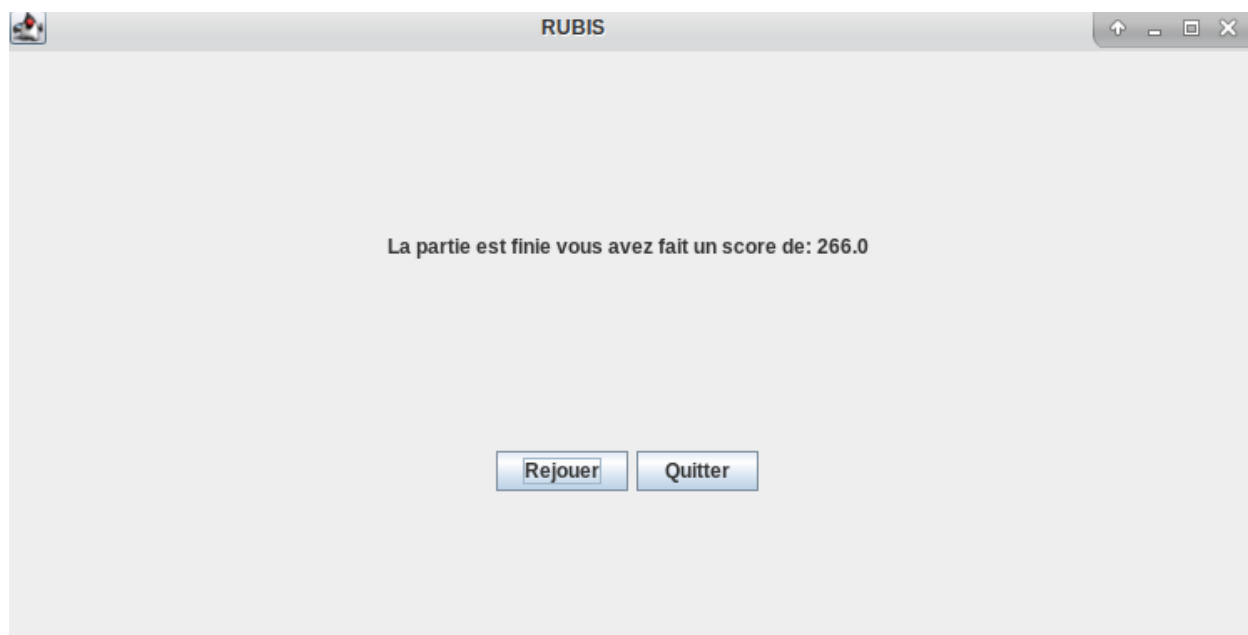 RUBIS
La partie est finie vous avez fait un score de: 266.0
Rejouer Quitter